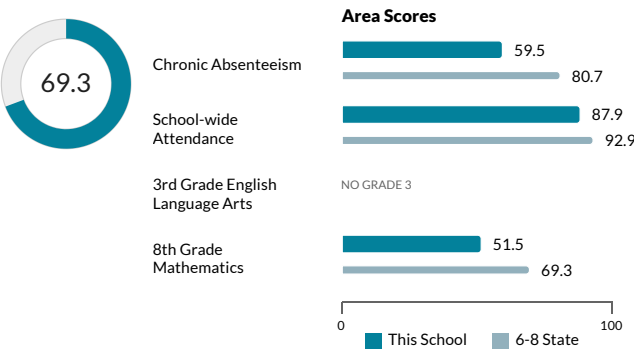 Area Scores
69.3
Chronic Absenteeism
59.5
80.7
School-wide
Attendance
87.9
92.9
3rd Grade English
Language Arts
NO GRADE 3
8th Grade
Mathematics
51.5
69.3
0
100
This School
6-8 State